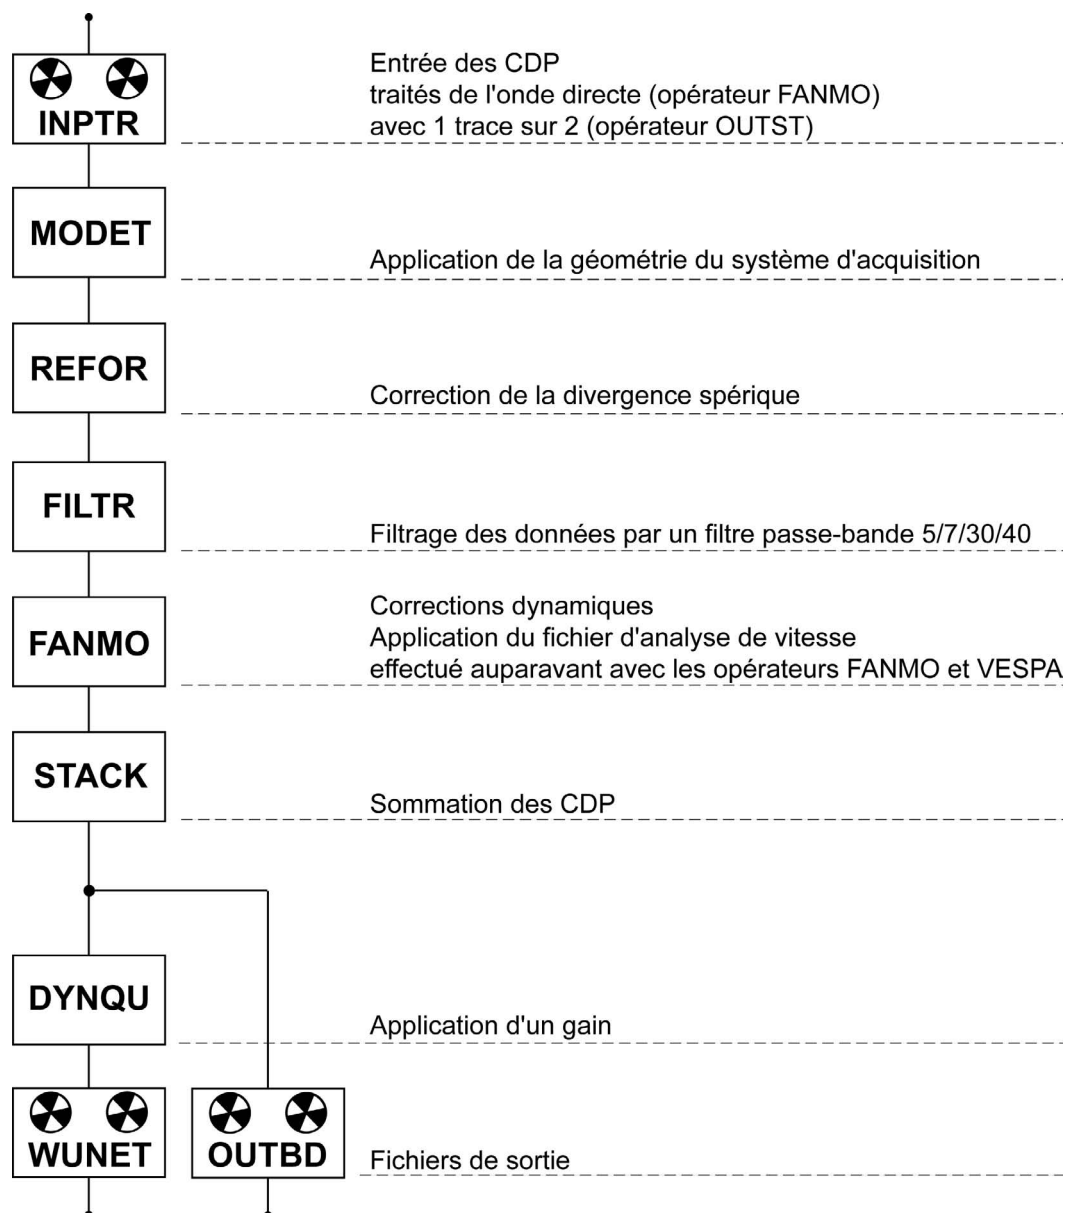 Entrée des CDP
traités de l'onde directe (opérateur FANMO)
INPTR
avec 1 trace sur 2 (opérateur OUTST)
MODET
Application de la géométrie du système d'acquisition
REFOR
Correction de la divergence spérique
FILTR
Filtrage des données par un filtre passe-bande 5/7/30/40
FANMO
Corrections dynamiques
Application du fichier d'analyse de vitesse
effectué auparavant avec les opérateurs FANMO et VESPA
STACK
Sommation des CDP
DYNQU
Application d'un gain
WUNET
OUTBD
Fichiers de sortie